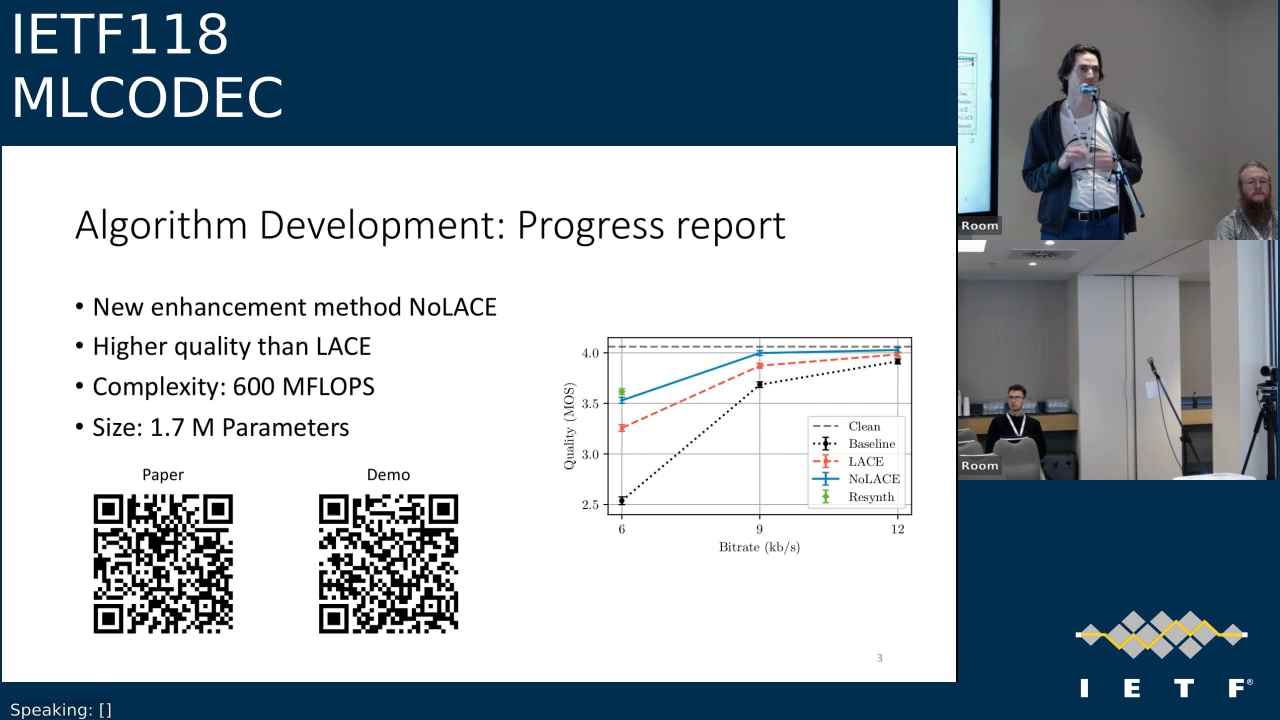 IETF118
MLCODEC
Algorithm Development: Progress report
• New enhancement method NoLACE
• Higher quality than LACE
• Complexity: 600 MFLOPS
• Size: 1.7 M Parameters
Paper
Demo
4.0
3.5
3.0
2.5
Quality (MOS)
6
9
12
Bitrate (kb/s)
Clean
Baseline
LACE
NoLACE
Resynth
3
Room
Room
IETF®
Speaking: []